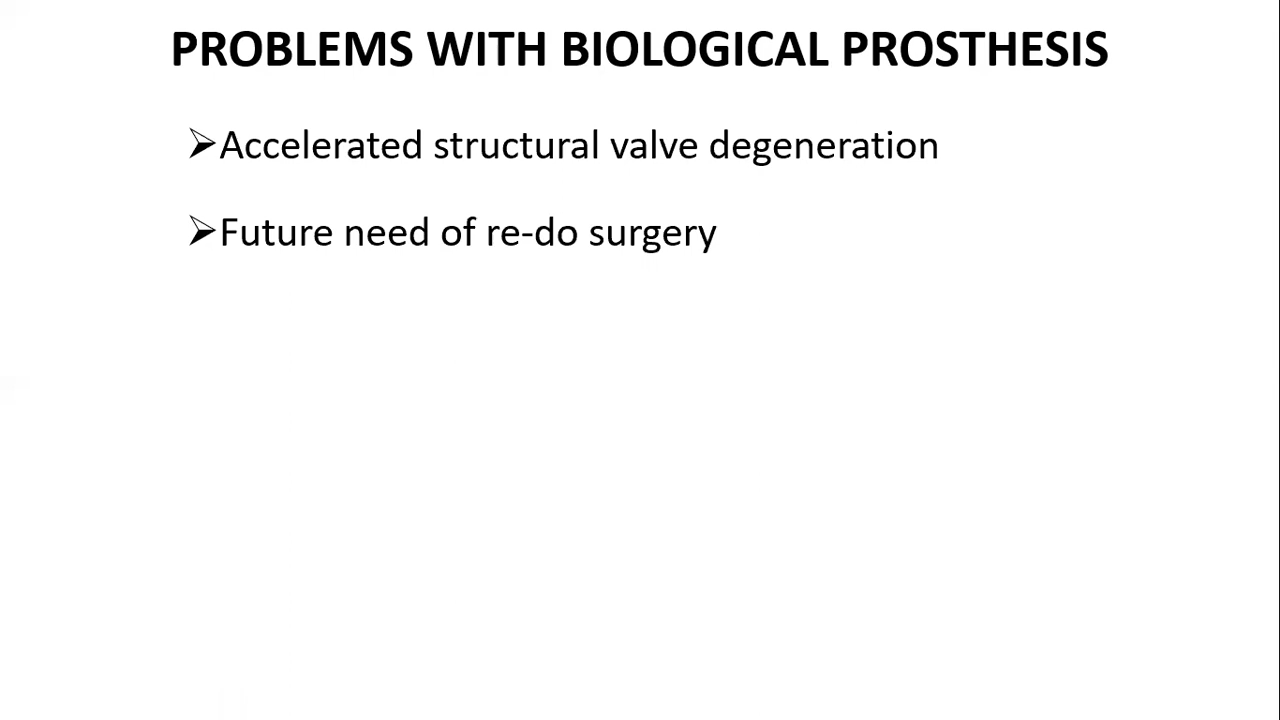 PROBLEMS WITH BIOLOGICAL PROSTHESIS
➢Accelerated structural valve degeneration
➢Future need of re-do surgery